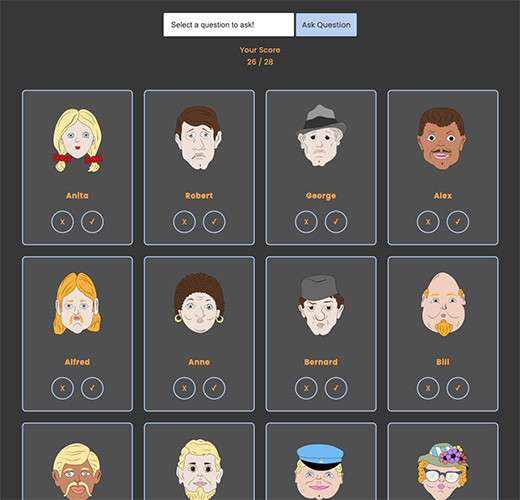 Select a question to ask!
Ask Question
Your Score
26 / 28
Anita
Robert
George
Alex
X ✓ X ✓ X ✓ X ✓
Alfred
Anne
Bernard
Bill
X ✓ X ✓ X ✓ X ✓